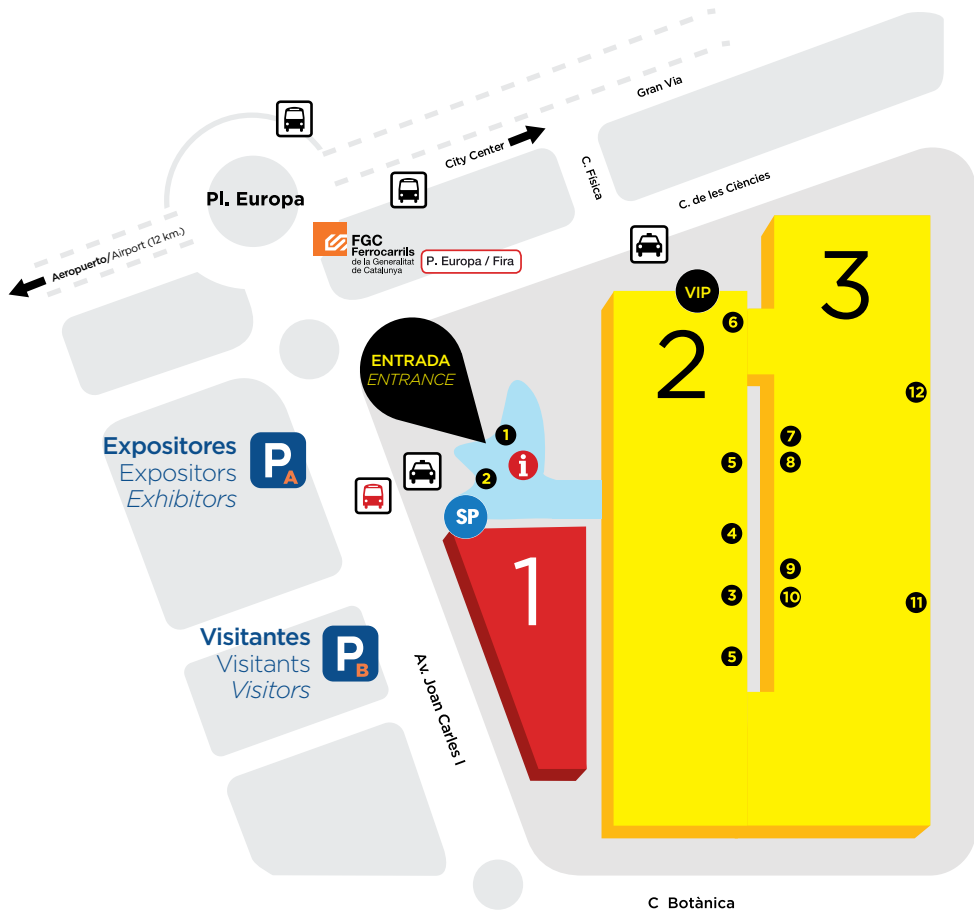 Gran Via
City Center
C. Física
C. de les Ciències
Pl. Europa
Aeropuerto/Airport (12 km.)
FGC
Ferrocarrils
de la Generalitat
de Catalunya
P. Europa / Fira
VIP
3
6
2
ENTRADA
ENTRANCE
12
1
7
Expositores
Expositors
Exhibitors
P
A
i
5
8
2
SP
4
1
9
3
10
11
Visitantes
Visitants
Visitors
P
B
5
Av. Joan Carles I
C Botànica